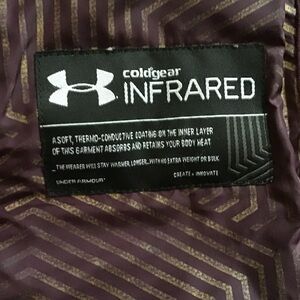 coldgear
INFRARED
A SOFT, THERMO-CONDUCTIVE COATING ON THE INNER LAYER
OF THIS GARMENT ABSORBS AND RETAINS YOUR BODY HEAT
- THE WEARER WILL STAY WARMER, LONGER...WITH NO EXTRA WEIGHT OR BULK
UNDER ARMOUR CREATE + INNOVATE